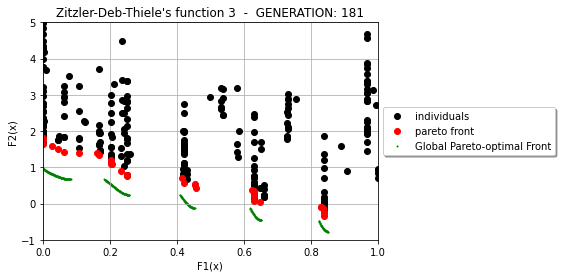 Zitzler-Deb-Thiele's function 3 - GENERATION: 181
F2(x)
5
4
3
2
1
0
−1
0.0 0.2 0.4 0.6 0.8 1.0
F1(x)
individuals
pareto front
Global Pareto-optimal Front